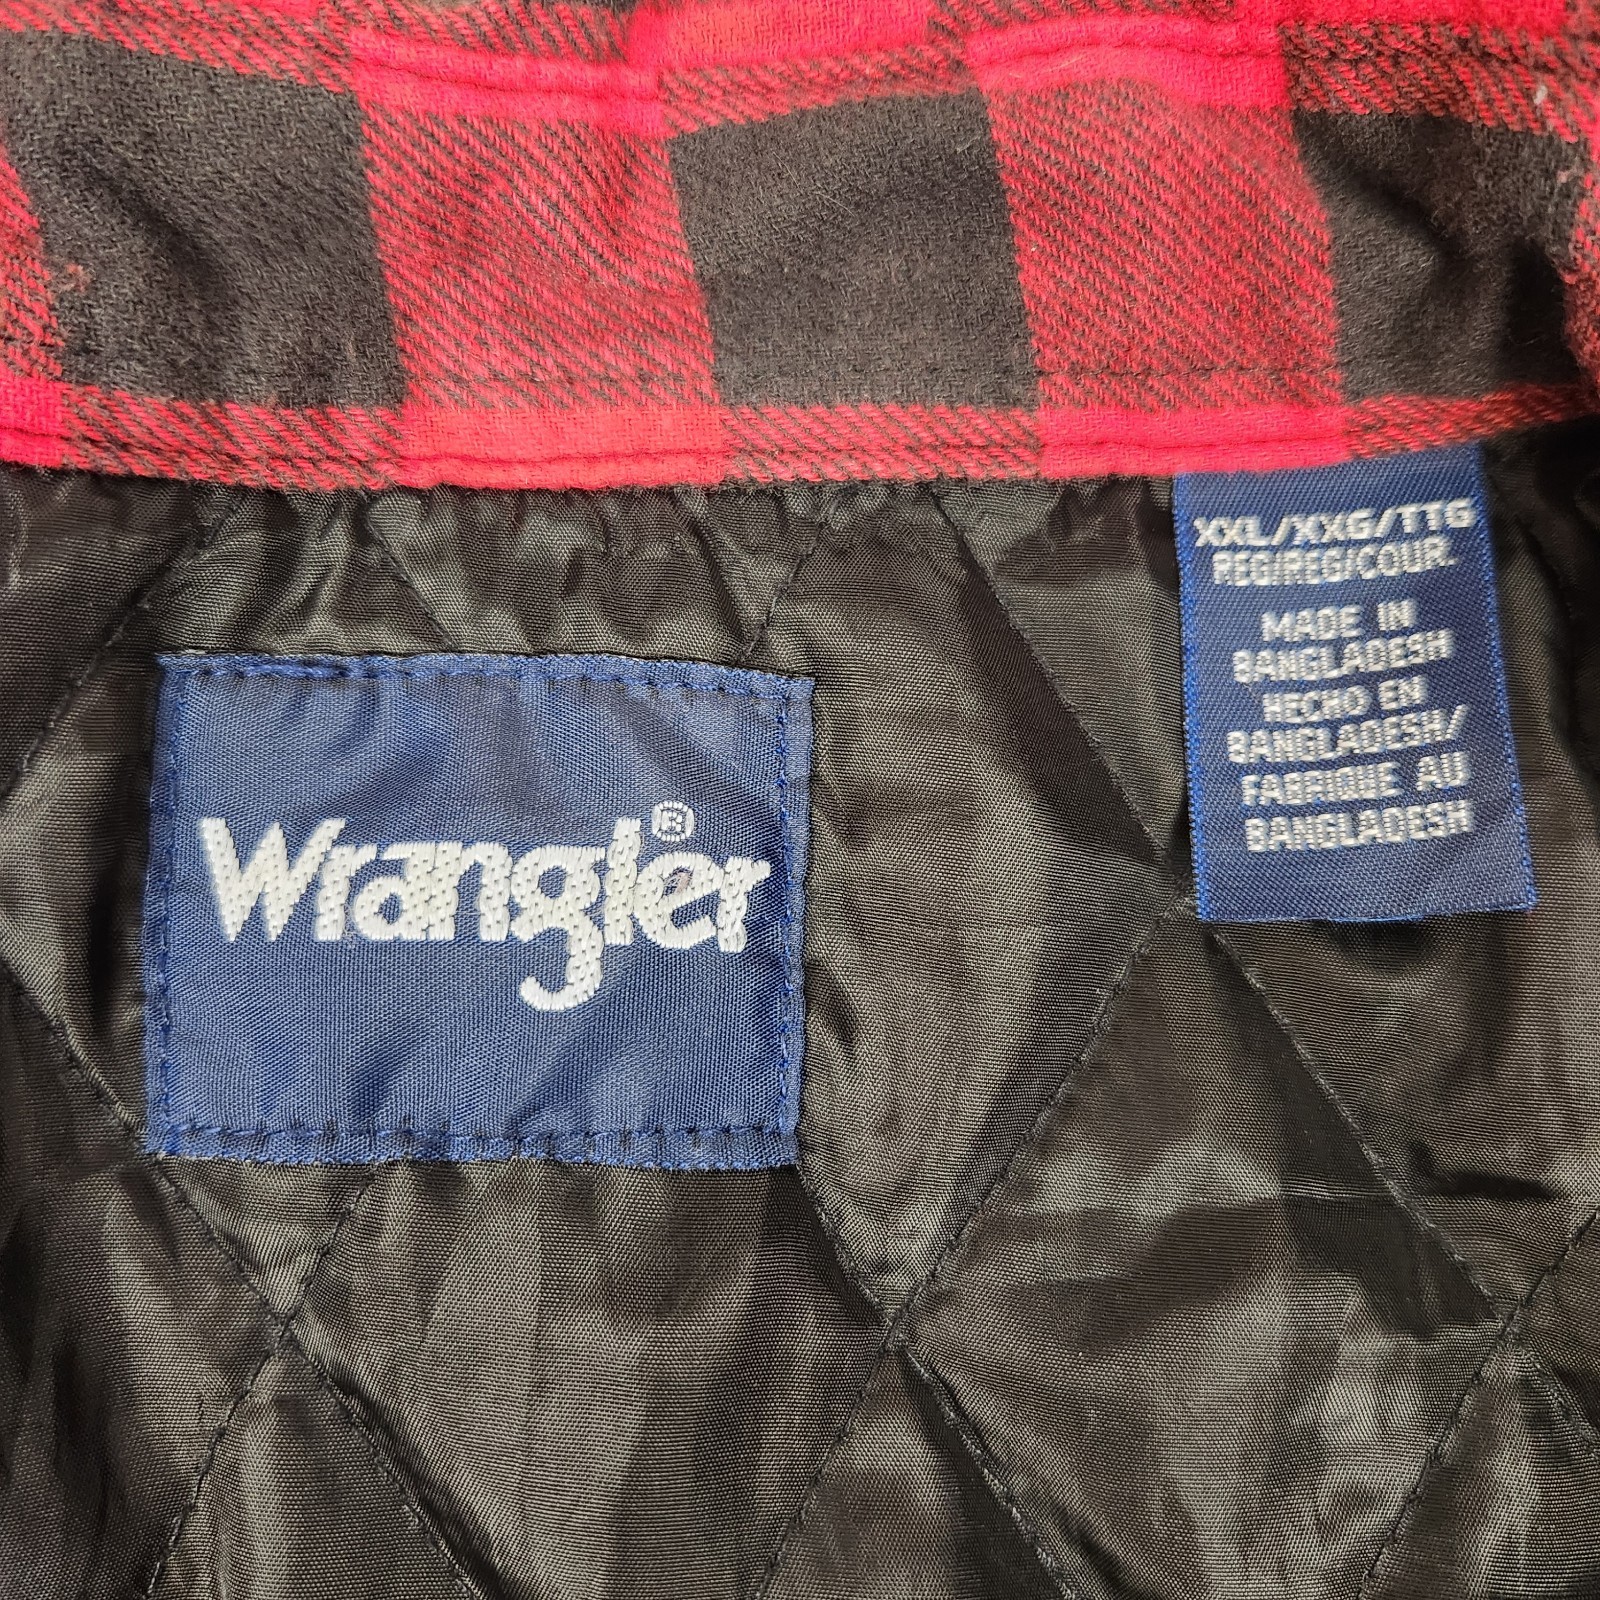 Wrangler®
XXL/XXG/TTG
REG/REG/COUR.
MADE IN
BANGLADESH
HECHO EN
BANGLADESH/
FABRIQUE AU
BANGLADESH